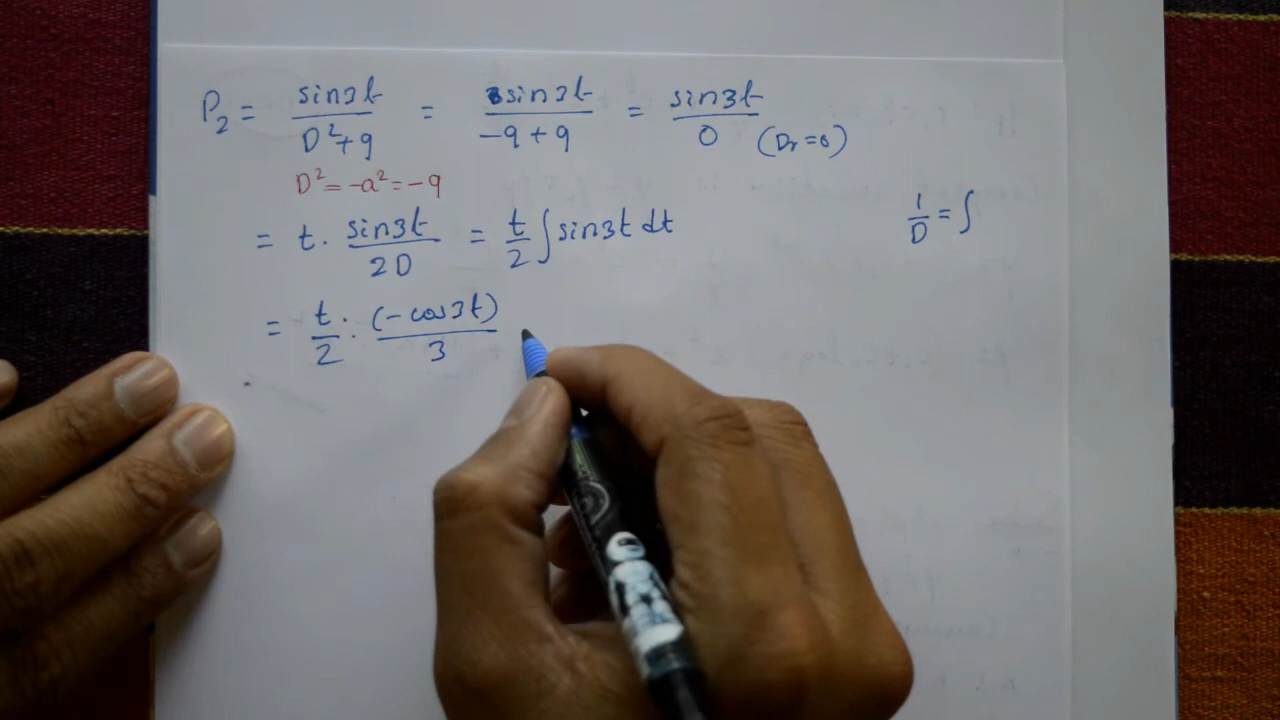 P₂ = sin3t / D²+9 = sin3t / -9+9 = sin3t / 0 (Dr=0)
D² = -a² = -9
= t. sin3t / 2D = t/2 ∫ sin3t dt
1/D = ∫
= t/2 . (-cos3t) / 3